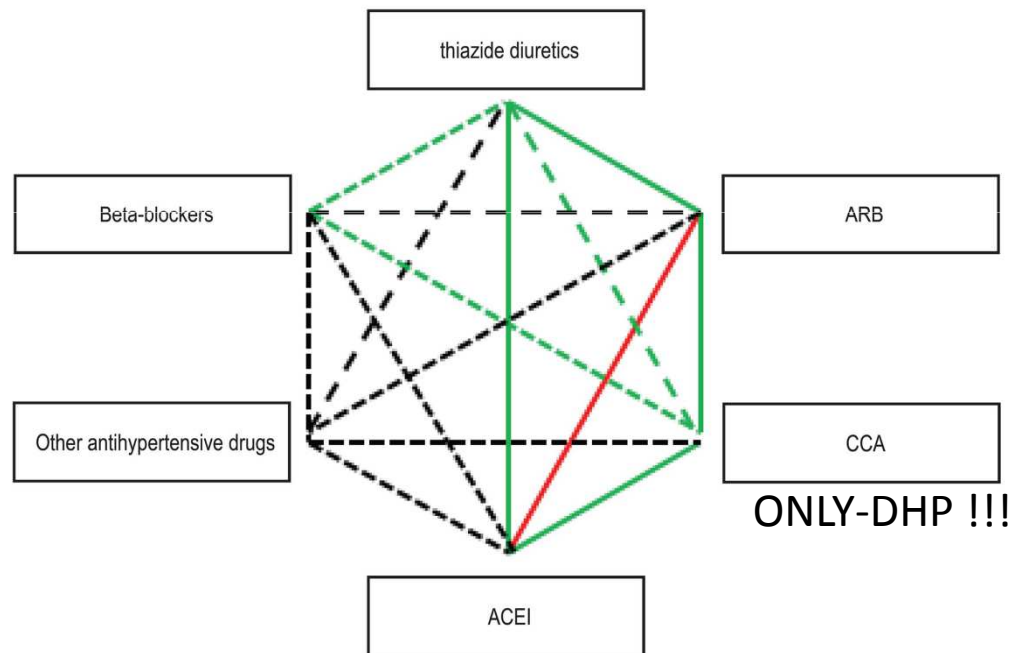 thiazide diuretics
Beta-blockers
ARB
Other antihypertensive drugs
CCA
ONLY-DHP !!!
ACEI